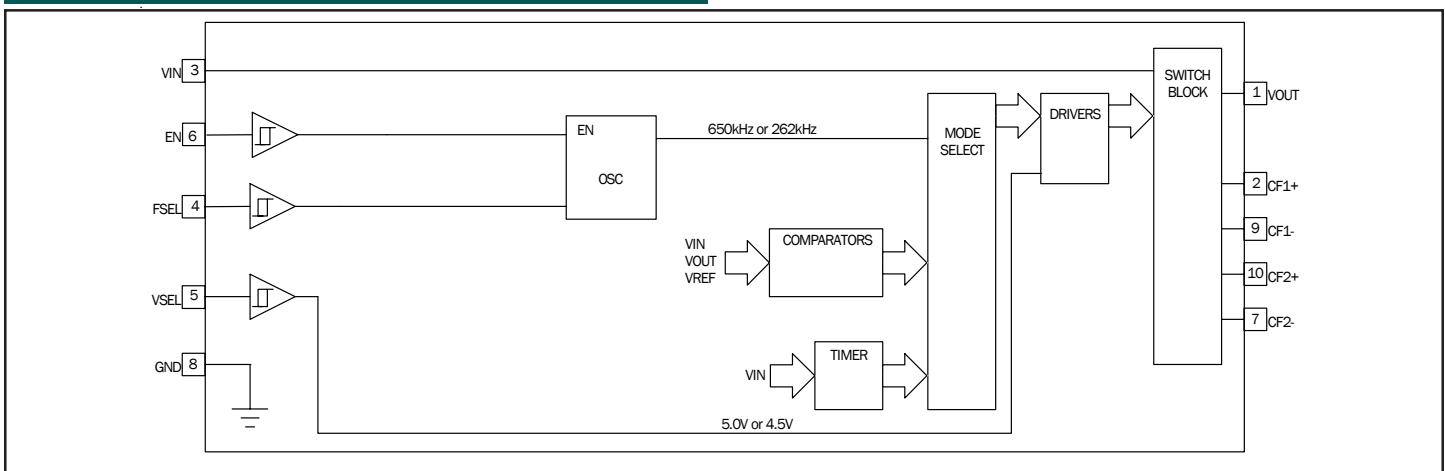 VIN 3
EN 6
FSEL 4
VSEL 5
GND 8
EN
OSC
650kHz or 262kHz
VIN
VOUT
VREF
COMPARATORS
VIN
TIMER
5.0V or 4.5V
MODE
SELECT
DRIVERS
SWITCH
BLOCK
1 VOUT
2 CF1+
9 CF1-
10 CF2+
7 CF2-